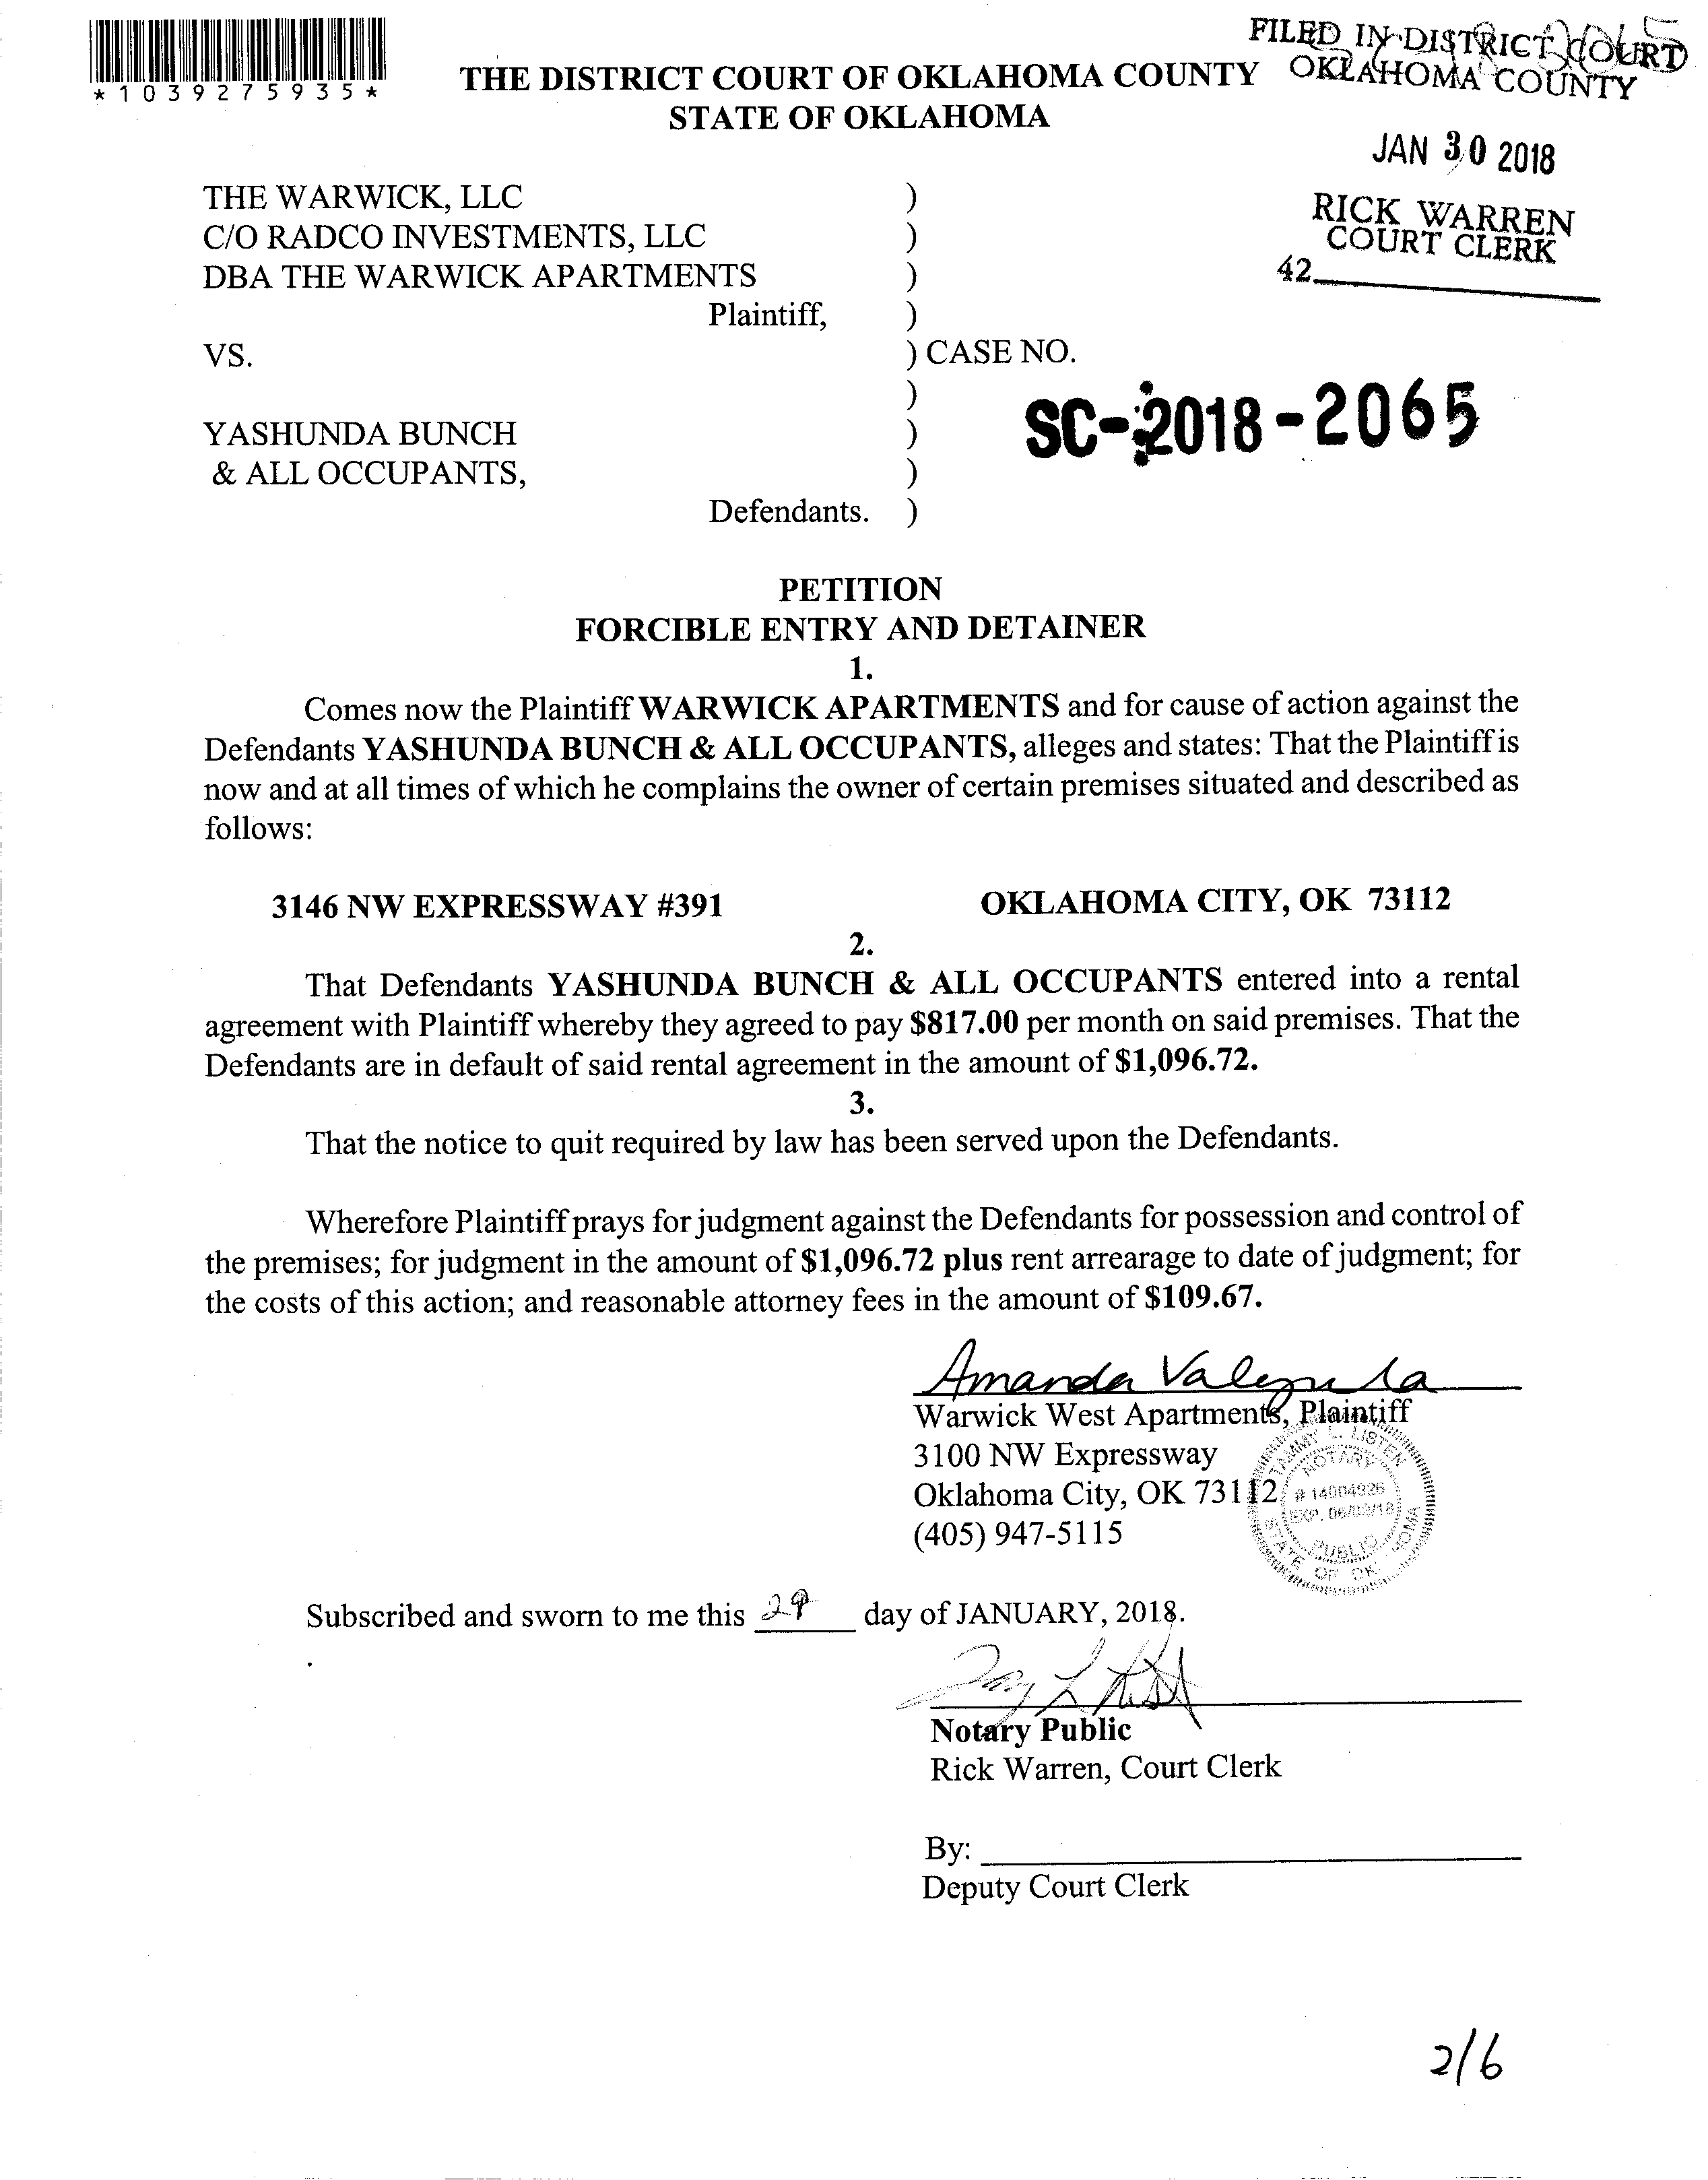 *1039275935*
FILED IN DISTRICT COURT
OKLAHOMA COUNTY
THE DISTRICT COURT OF OKLAHOMA COUNTY
STATE OF OKLAHOMA
JAN 30 2018
RICK WARREN
COURT CLERK
42
THE WARWICK, LLC )
C/O RADCO INVESTMENTS, LLC )
DBA THE WARWICK APARTMENTS )
Plaintiff, )
VS. ) CASE NO.
)
SC-2018-2065
YASHUNDA BUNCH )
& ALL OCCUPANTS, )
Defendants. )
PETITION
FORCIBLE ENTRY AND DETAINER
1.
Comes now the Plaintiff WARWICK APARTMENTS and for cause of action against the
Defendants YASHUNDA BUNCH & ALL OCCUPANTS, alleges and states: That the Plaintiff is
now and at all times of which he complains the owner of certain premises situated and described as
follows:
3146 NW EXPRESSWAY #391 OKLAHOMA CITY, OK 73112
2.
That Defendants YASHUNDA BUNCH & ALL OCCUPANTS entered into a rental
agreement with Plaintiff whereby they agreed to pay $817.00 per month on said premises. That the
Defendants are in default of said rental agreement in the amount of $1,096.72.
3.
That the notice to quit required by law has been served upon the Defendants.
Wherefore Plaintiff prays for judgment against the Defendants for possession and control of
the premises; for judgment in the amount of $1,096.72 plus rent arrearage to date of judgment; for
the costs of this action; and reasonable attorney fees in the amount of $109.67.
Amanda
Warwick West Apartments, Plaintiff
3100 NW Expressway
Oklahoma City, OK 73112
(405) 947-5115
TAMMY L. LISTEN
NOTARY
# 14004926
PUBLIC
STATE OF OKLAHOMA
Subscribed and sworn to me this 29 day of JANUARY, 2018.
Notary Public
Rick Warren, Court Clerk
By:
Deputy Court Clerk
2/6